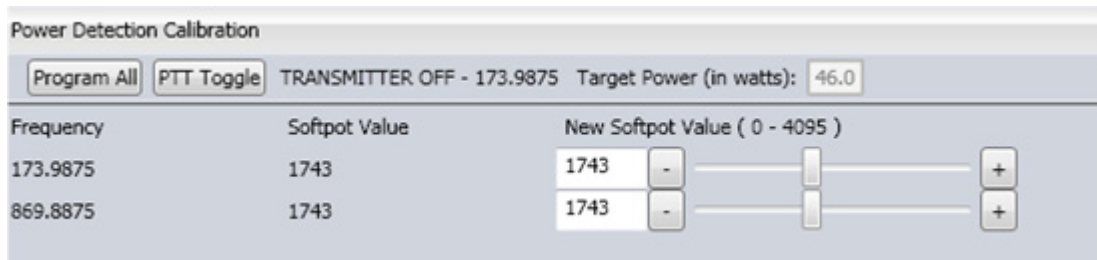 Power Detection Calibration
Program All PTT Toggle TRANSMITTER OFF - 173.9875 Target Power (in watts): 46.0
Frequency Softpot Value New Softpot Value ( 0 - 4095 )
173.9875 1743 1743 - +
869.8875 1743 1743 - +